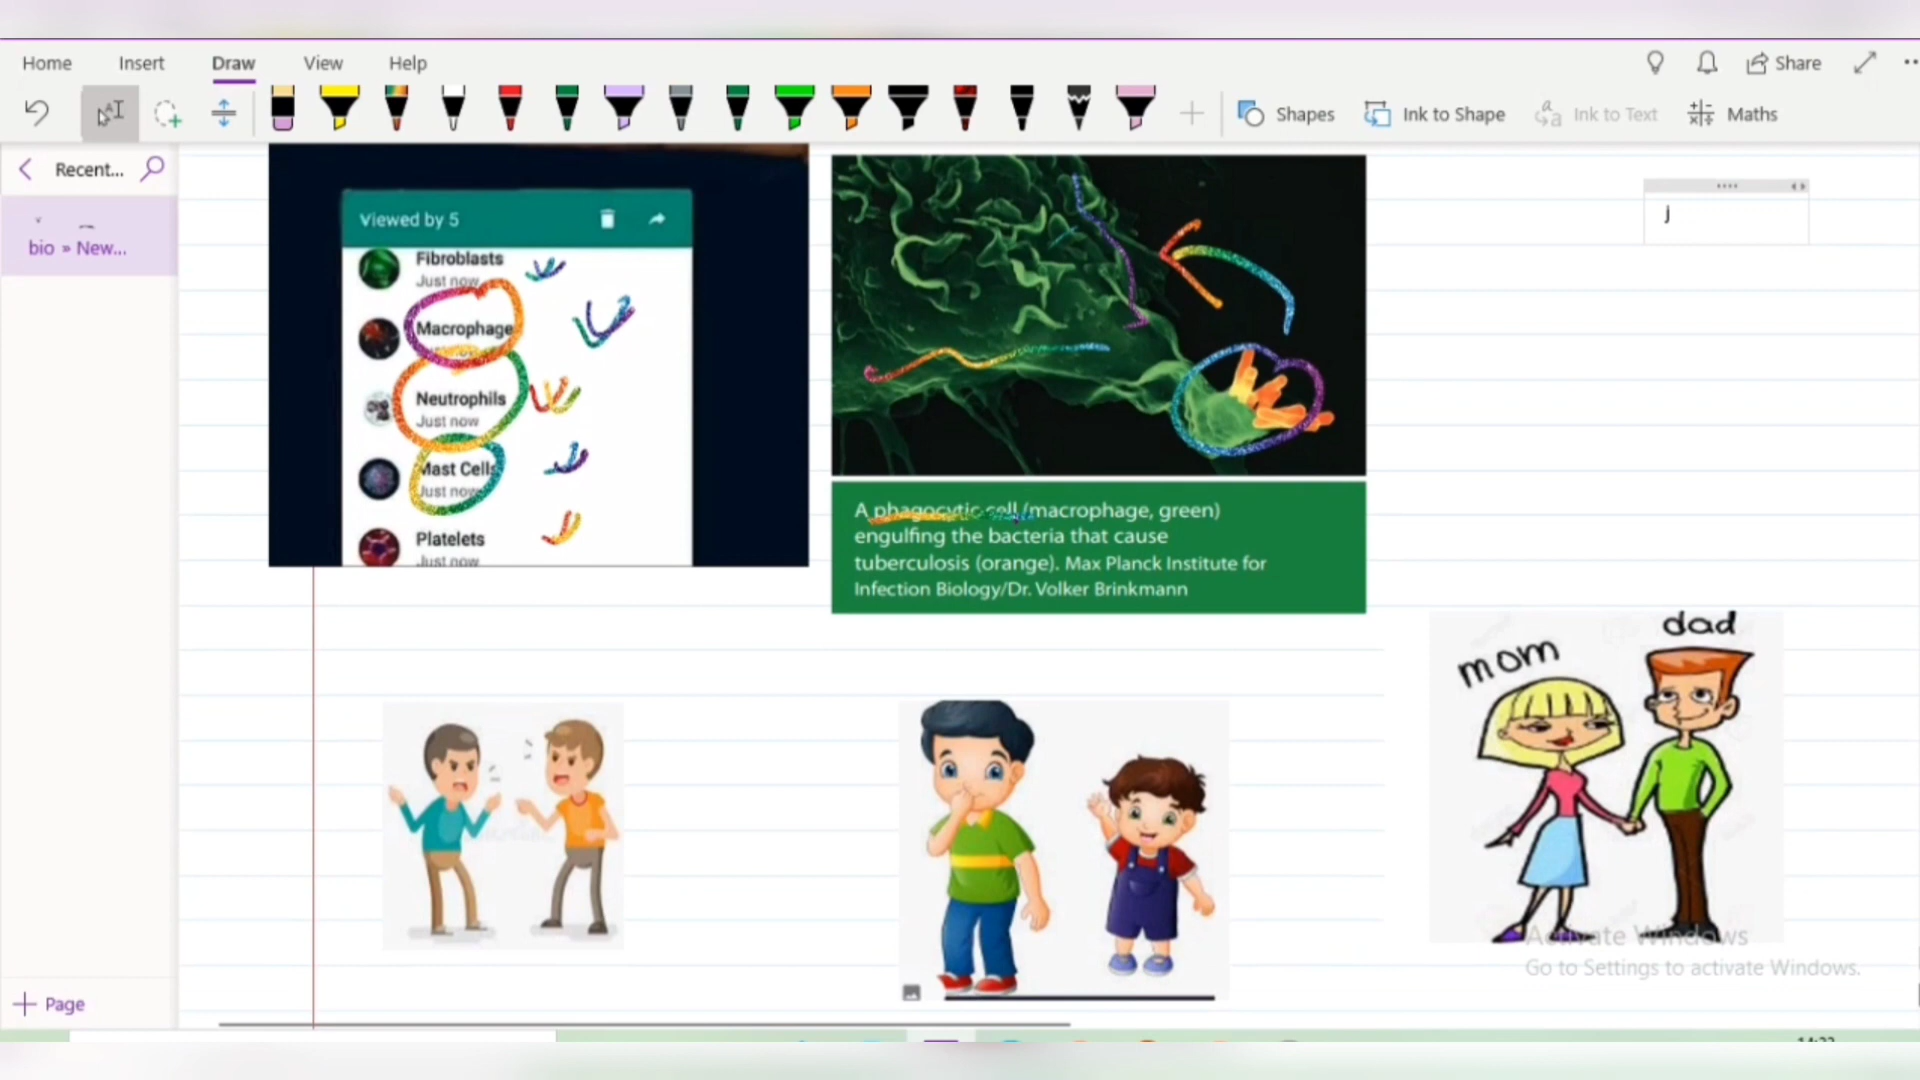 Home Insert Draw View Help
Share
Shapes Ink to Shape Ink to Text Maths
Recent...
bio » New...
Viewed by 5
Fibroblasts
Just now
Macrophage
Neutrophils
Just now
Mast Cells
Just now
Platelets
Just now
A phagocytic cell (macrophage, green)
engulfing the bacteria that cause
tuberculosis (orange). Max Planck Institute for
Infection Biology/Dr. Volker Brinkmann
j
mom
dad
Activate Windows
Go to Settings to activate Windows.
Page